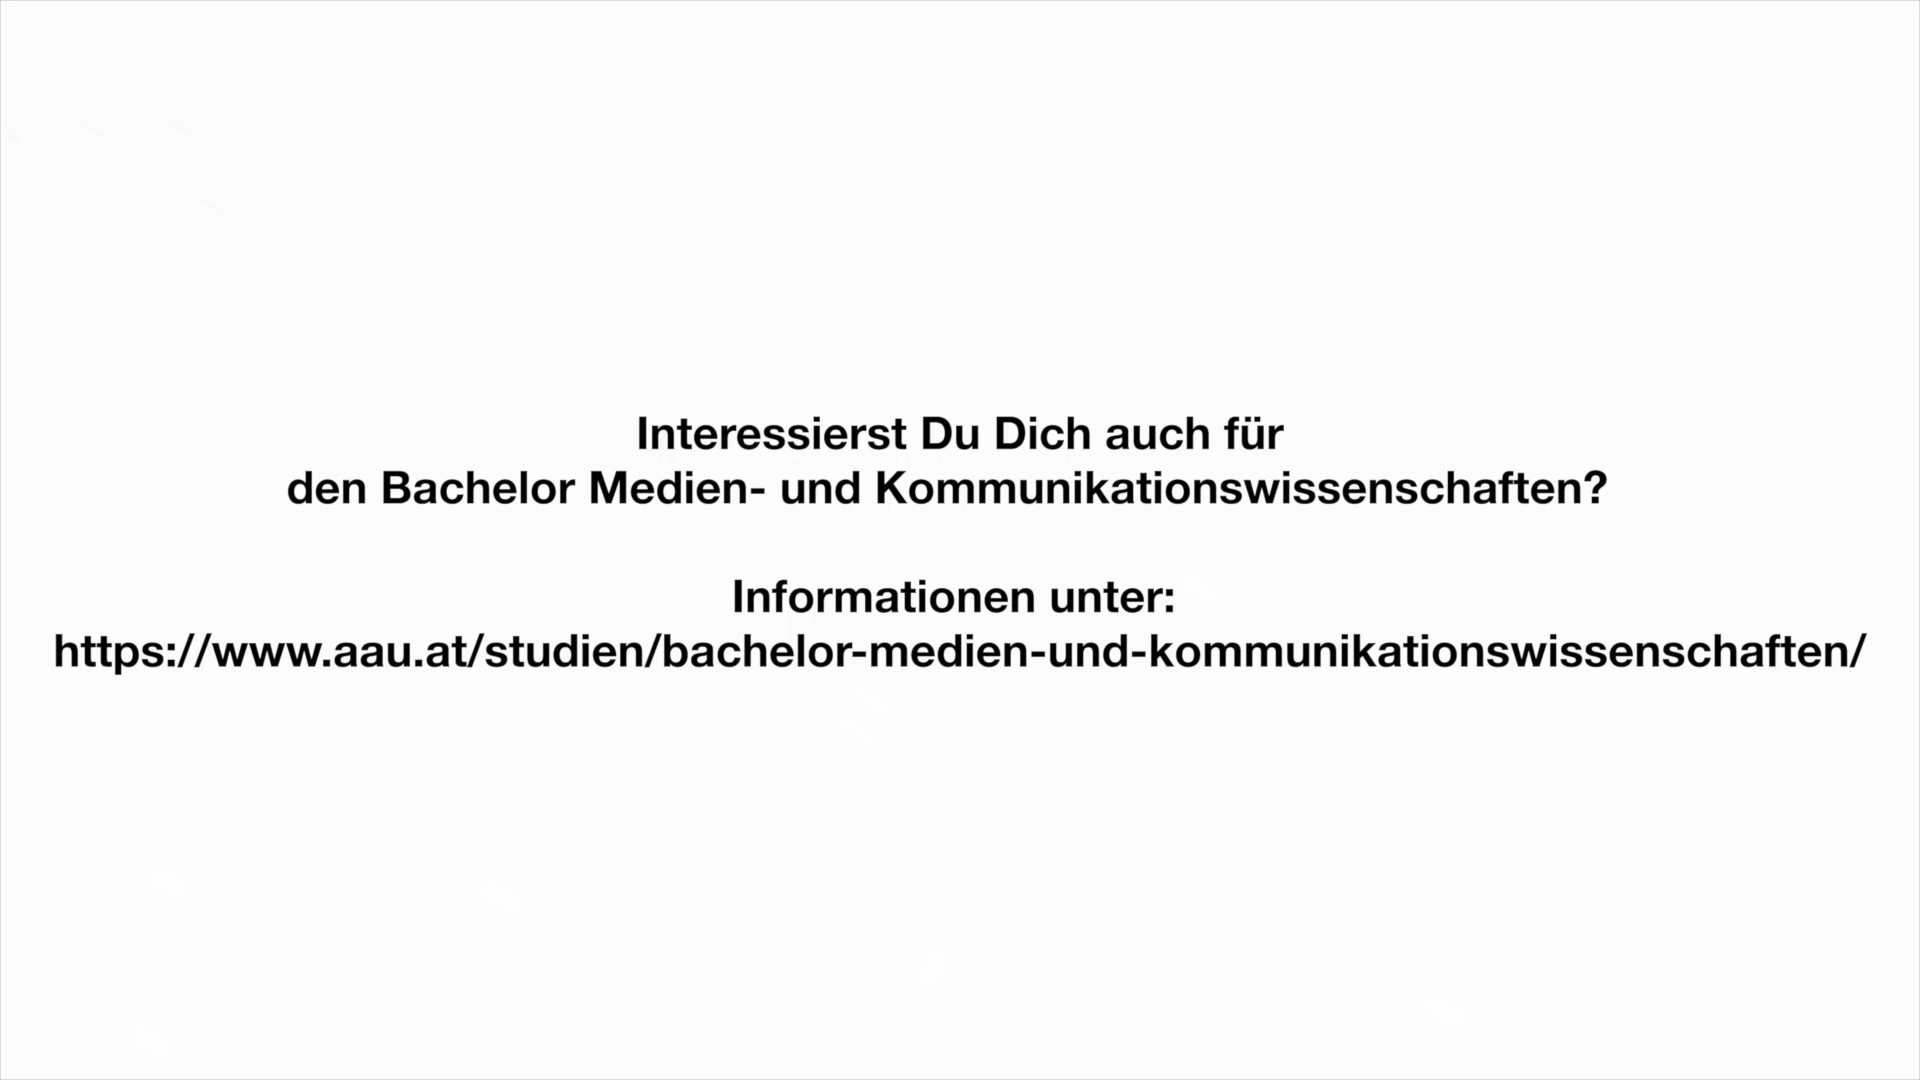 Interessierst Du Dich auch für
den Bachelor Medien- und Kommunikationswissenschaften?
Informationen unter:
https://www.aau.at/studien/bachelor-medien-und-kommunikationswissenschaften/